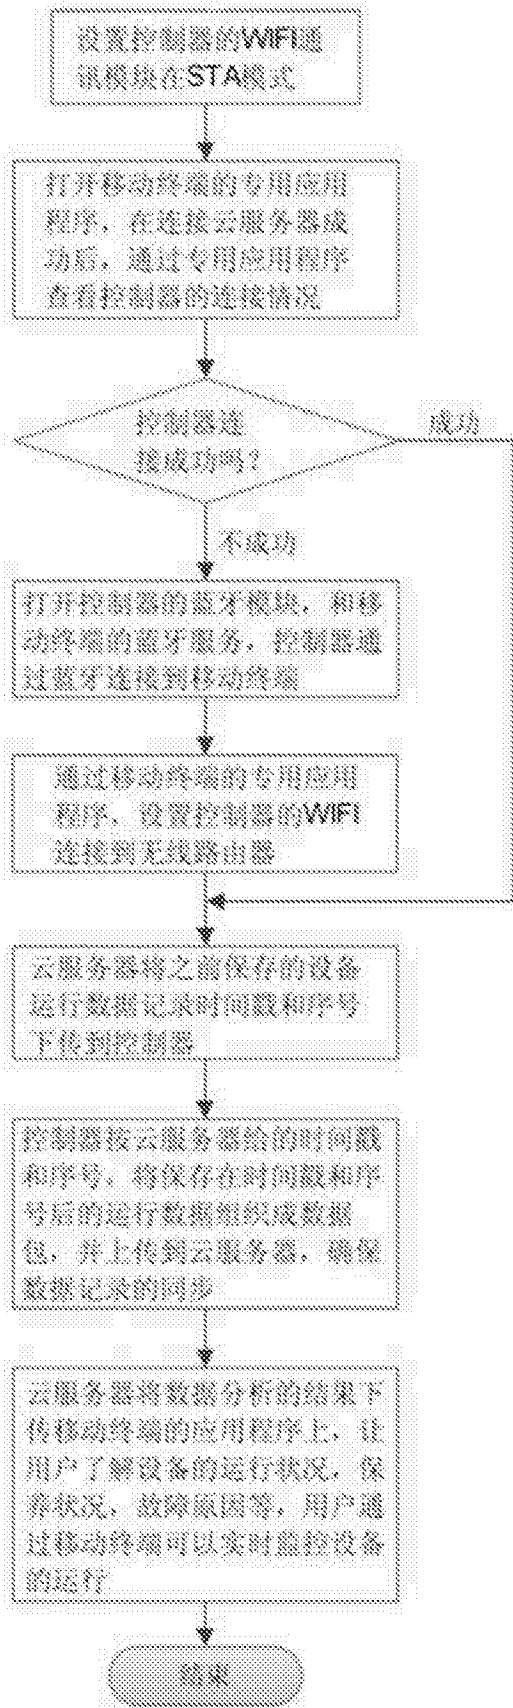 设置控制器的WIFI通
讯模块在STA模式
打开移动终端的专用应用
程序，在连接云服务器成
功后，通过专用应用程序
查看控制器的连接情况
控制器连
接成功吗？
成功
不成功
打开控制器的蓝牙模块，和移
动终端的蓝牙服务，控制器通
过蓝牙连接到移动终端
通过移动终端的专用应用
程序，设置控制器的WIFI
连接到无线路由器
云服务器将之前保存的设备
运行数据记录时间戳和序号
下传到控制器
控制器按云服务器给的时间戳
和序号，将保存在时间戳和序
号后的运行数据组织成数据
包，并上传到云服务器，确保
数据记录的同步
云服务器将数据分析的结果下
传移动终端的应用程序上，让
用户了解设备的运行状况，保
养状况，故障原因等，用户通
过移动终端可以实时监控设备
的运行
结束